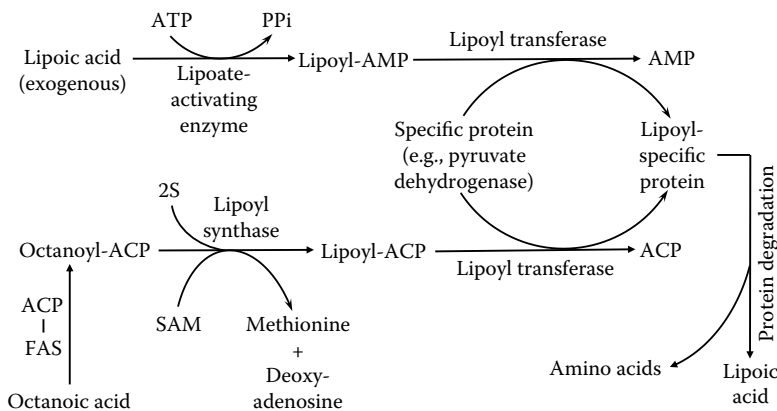 ATP
PPi
Lipoyl transferase
Lipoic acid
(exogenous)
Lipoyl-AMP
AMP
Lipoate-
activating
enzyme
Specific protein
(e.g., pyruvate
dehydrogenase)
Lipoyl-
specific
protein
2S
Lipoyl
synthase
Octanoyl-ACP
Lipoyl-ACP
ACP
Lipoyl transferase
Protein degradation
ACP
FAS
SAM
Methionine
+
Deoxy-
adenosine
Octanoic acid
Amino acids
Lipoic
acid